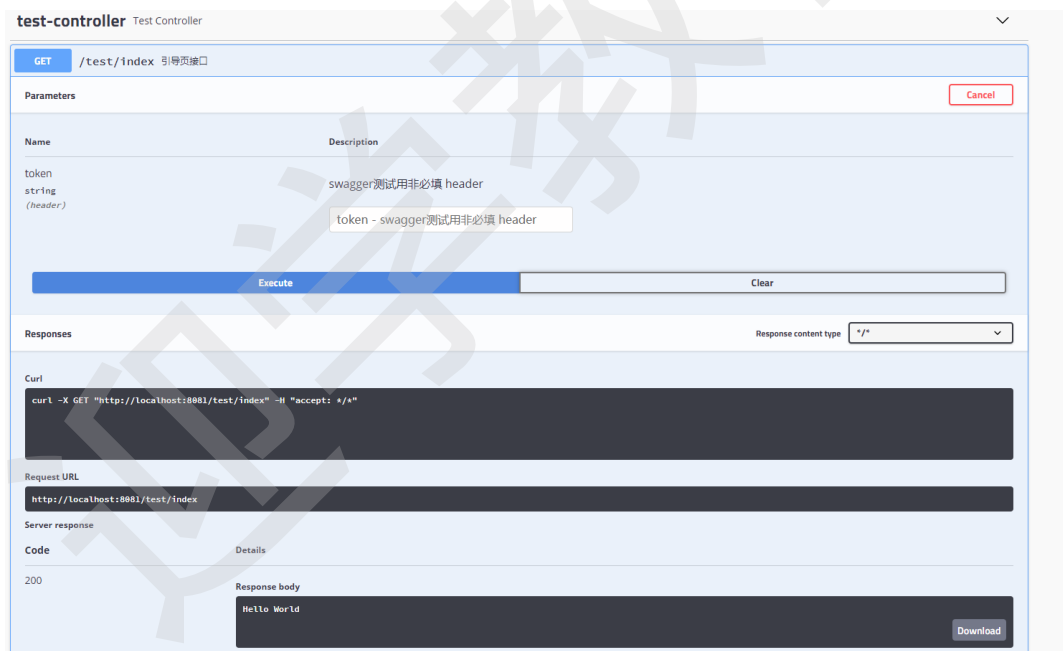 test-controller Test Controller
GET /test/index 引导页接口
Parameters Cancel
Name Description
token
string
(header)
swagger测试用非必填 header
token - swagger测试用非必填 header
Execute Clear
Responses Response content type */*
Curl
curl -X GET "http://localhost:8081/test/index" -H "accept: */*"
Request URL
http://localhost:8081/test/index
Server response
Code Details
200
Response body
Hello World
Download